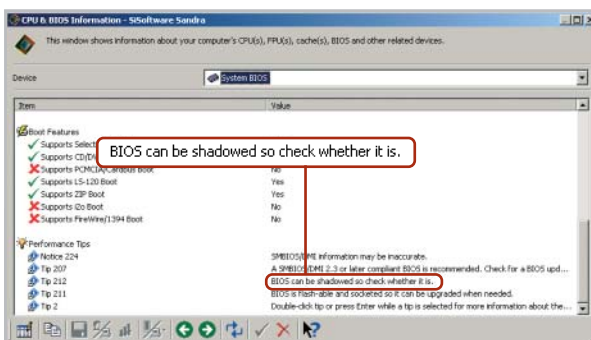 CPU & BIOS Information - SiSoftware Sandra
This window shows information about your computer's CPU(s), FPU(s), cache(s), BIOS and other related devices.
Device System BIOS
Item Value
Boot Features
Supports Select
Supports CD/DV
BIOS can be shadowed so check whether it is.
Supports PCMCIA/Cardbus Boot No
Supports LS-120 Boot Yes
Supports ZIP Boot Yes
Supports i2o Boot No
Supports FireWire/1394 Boot No
Performance Tips
Notice 224 SMBIOS/DMI information may be inaccurate.
Tip 207 A SMBIOS/DMI 2.3 or later compliant BIOS is recommended. Check for a BIOS upd...
Tip 212 BIOS can be shadowed so check whether it is.
Tip 211 BIOS is flash-able and socketed so it can be upgraded when needed.
Tip 2 Double-click tip or press Enter while a tip is selected for more information about the...